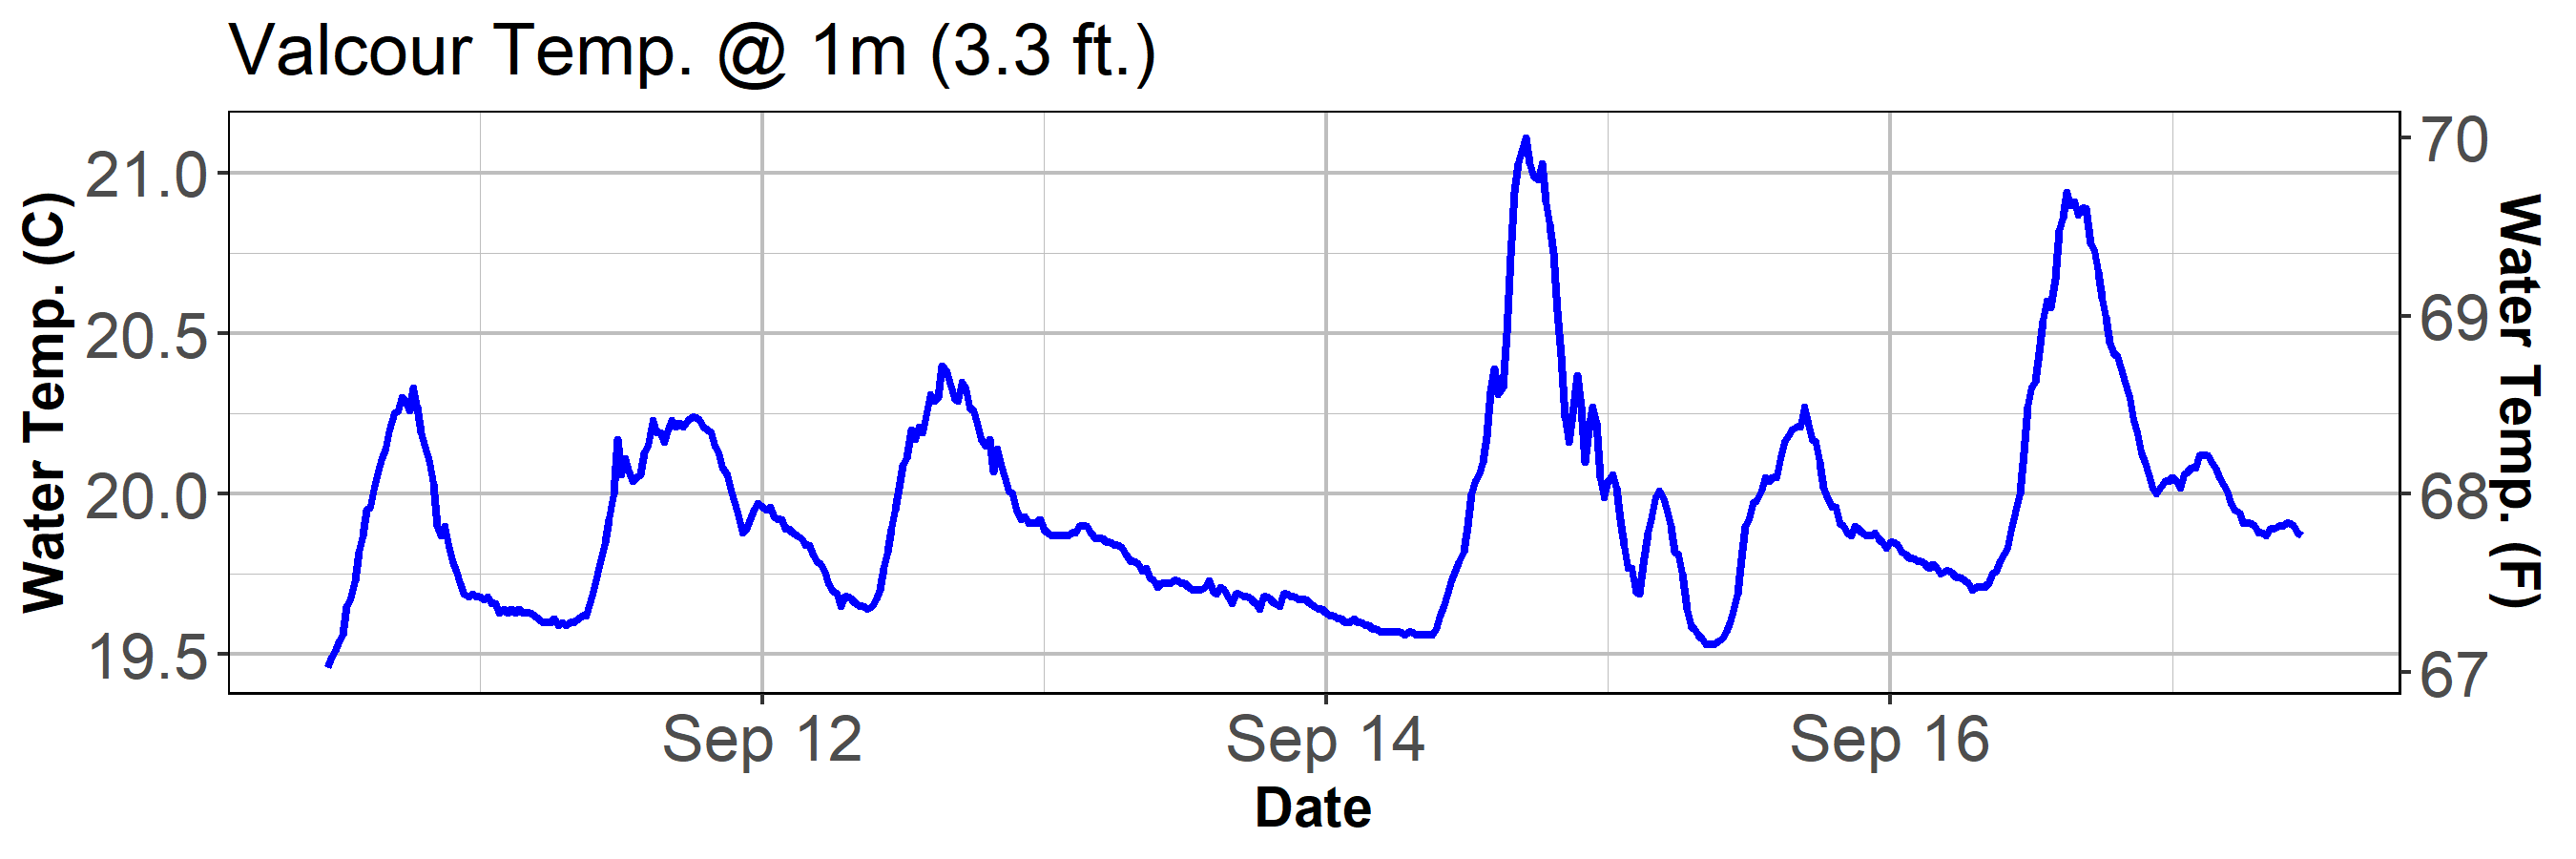 Valcour Temp. @ 1m (3.3 ft.)
Water Temp. (C)
21.0
20.5
20.0
19.5
70
69
68
67
Water Temp. (F)
Sep 12
Sep 14
Sep 16
Date